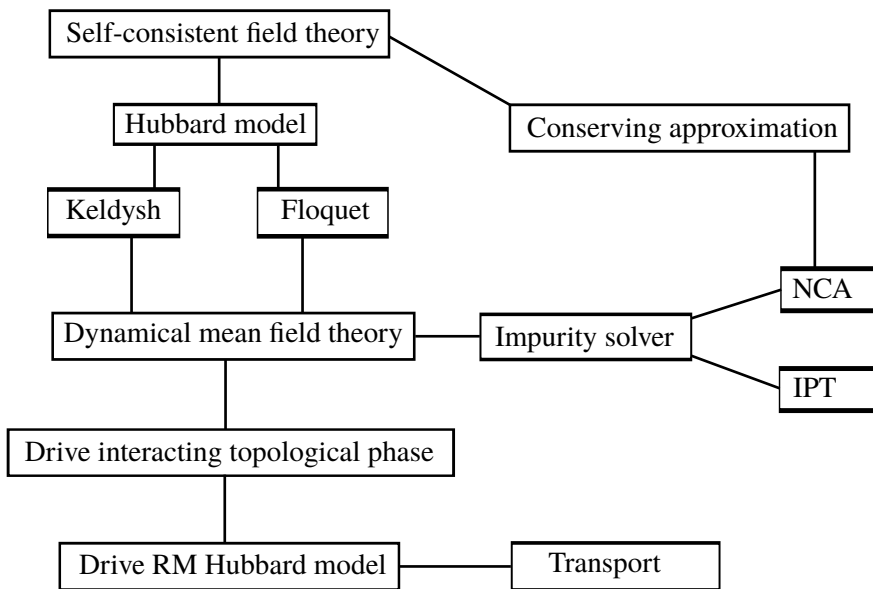 Self-consistent field theory
Hubbard model
Conserving approximation
Keldysh
Floquet
NCA
Dynamical mean field theory
Impurity solver
IPT
Drive interacting topological phase
Drive RM Hubbard model
Transport